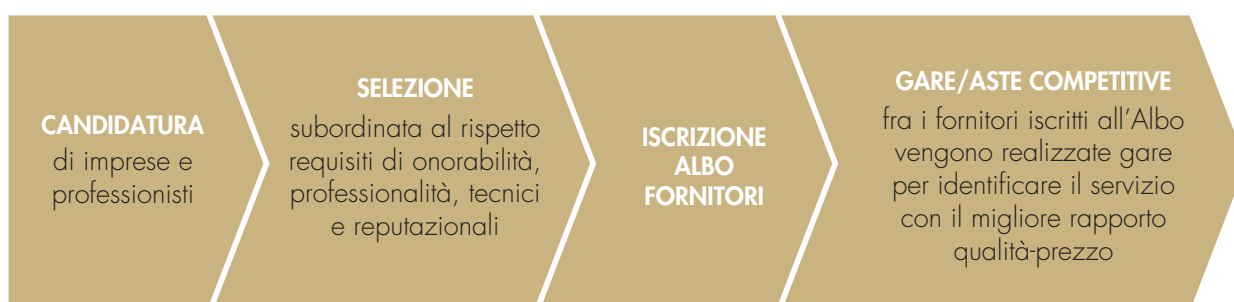 CANDIDATURA
di imprese e
professionisti
SELEZIONE
subordinata al rispetto
requisiti di onorabilità,
professionalità, tecnici
e reputazionali
ISCRIZIONE
ALBO
FORNITORI
GARE/ASTE COMPETITIVE
fra i fornitori iscritti all’Albo
vengono realizzate gare
per identificare il servizio
con il migliore rapporto
qualità-prezzo